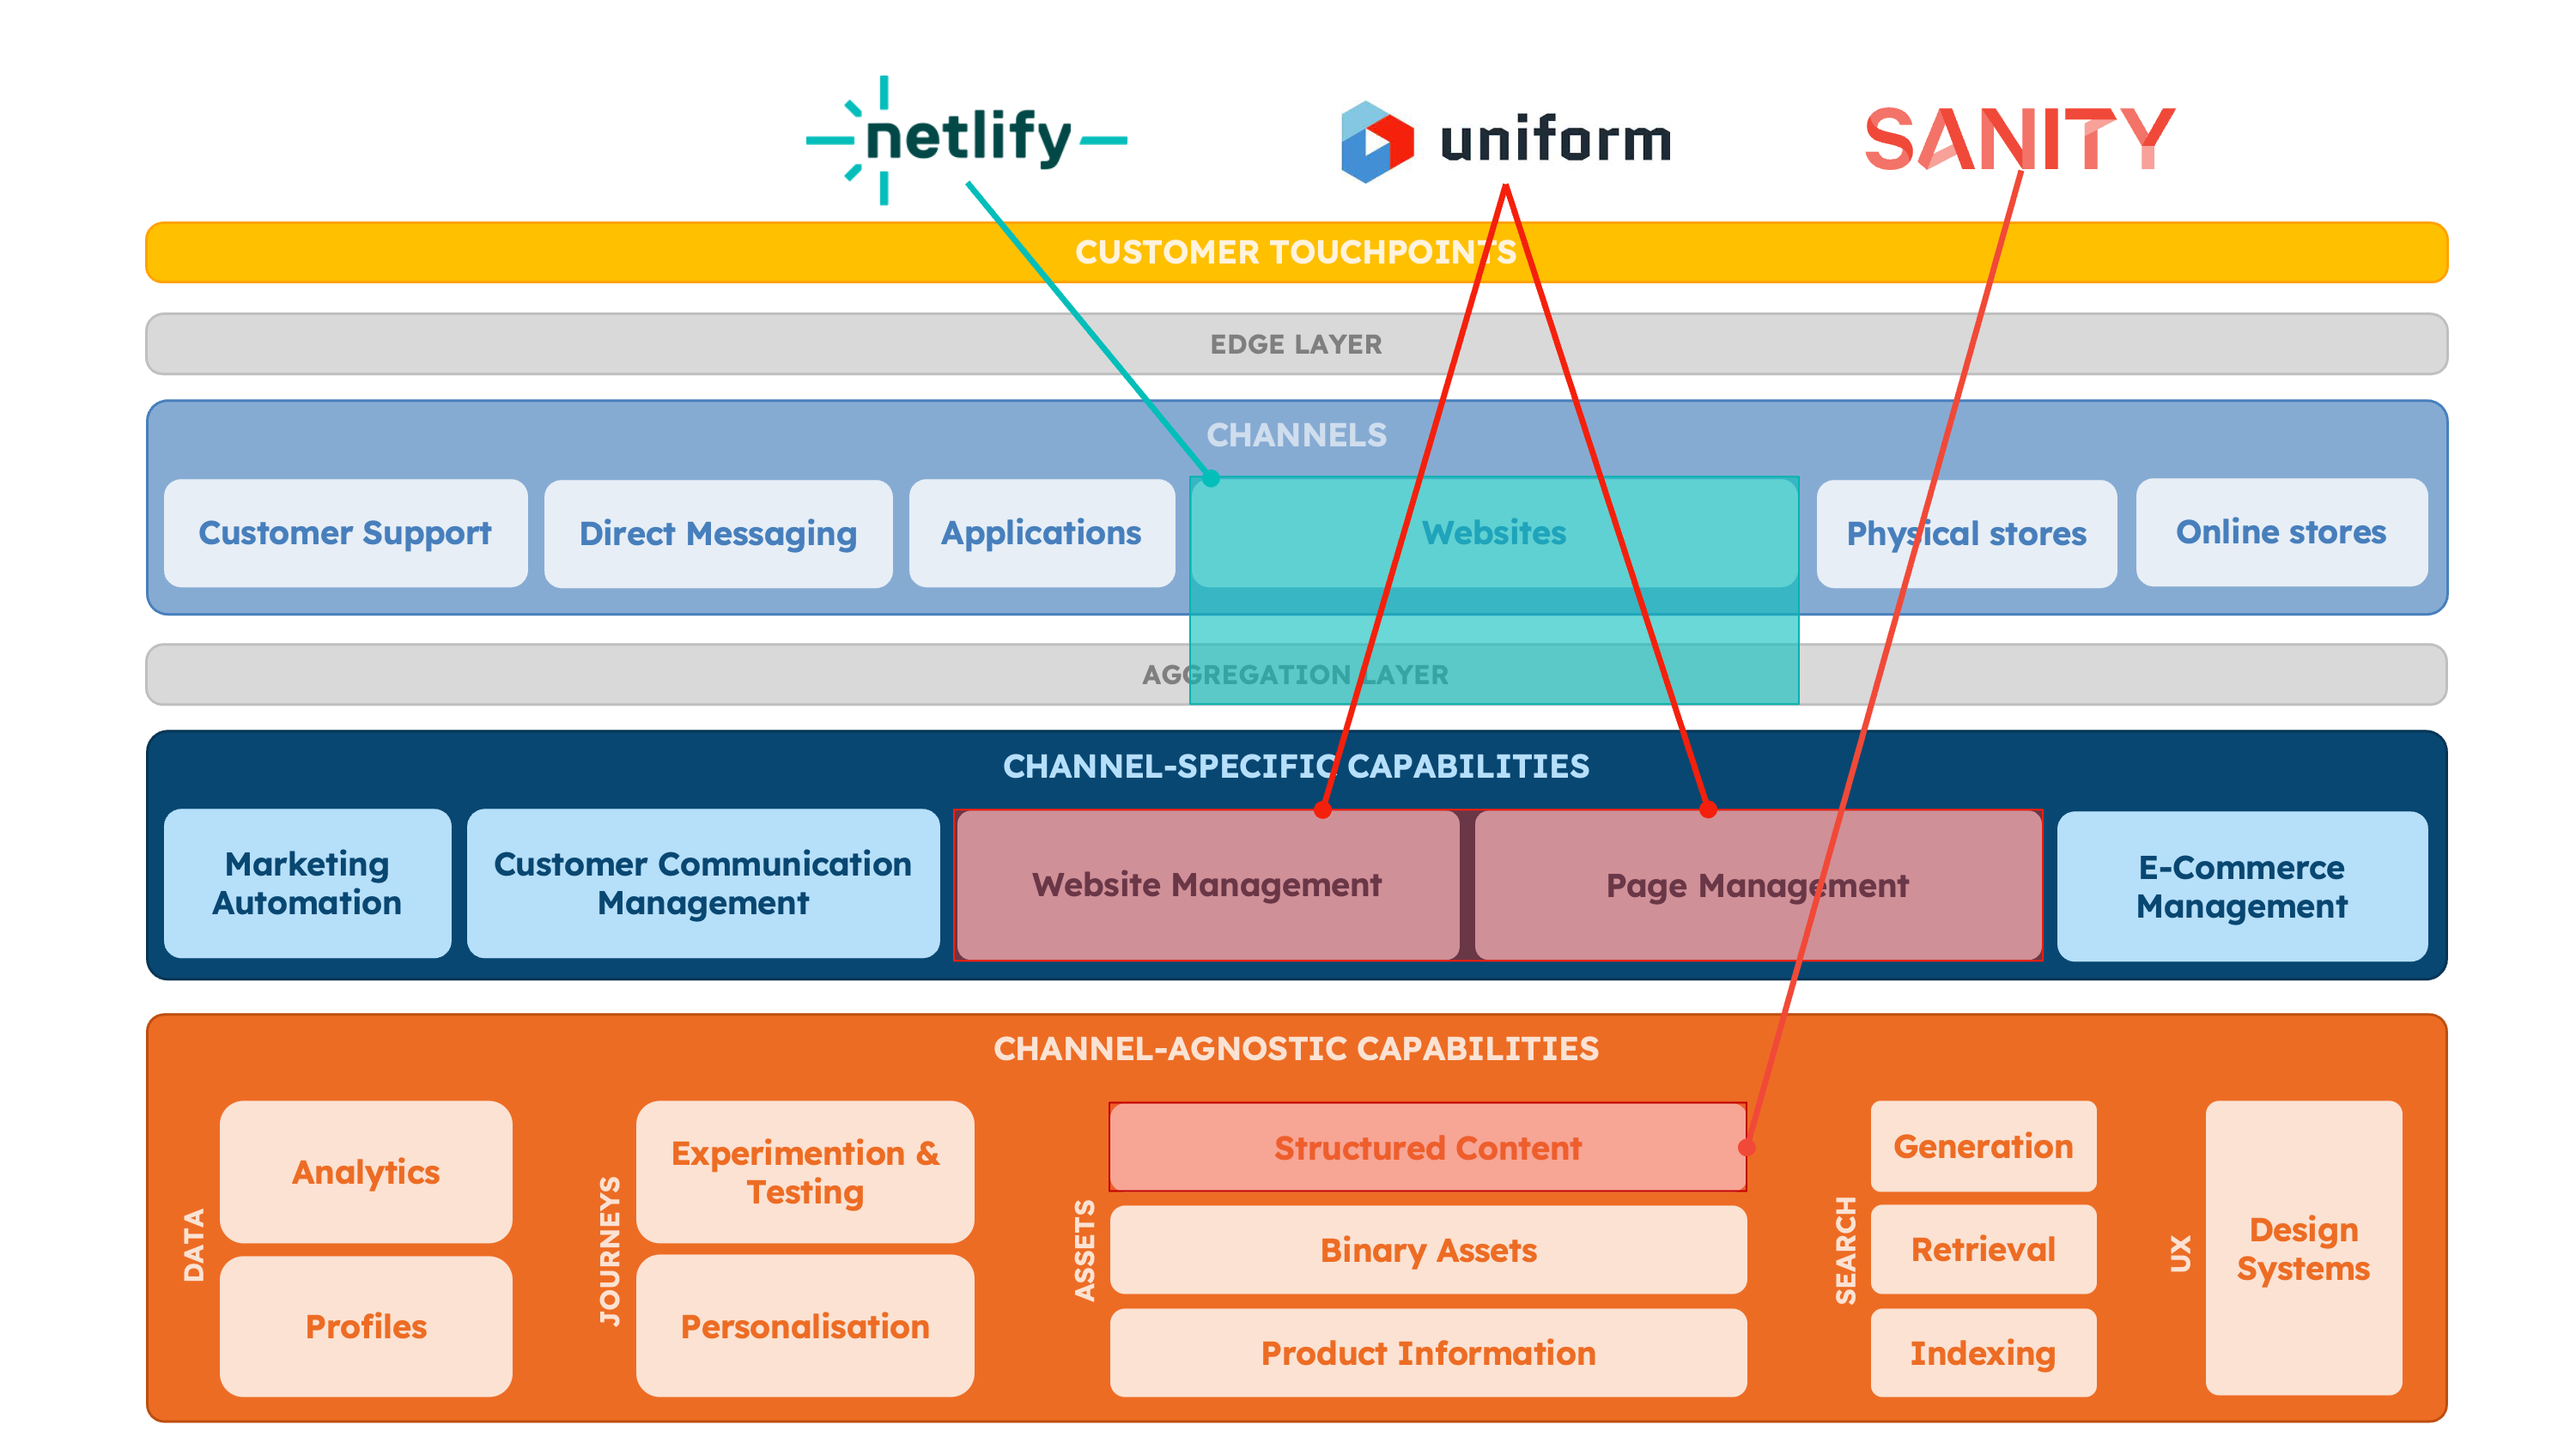 netlify
uniform
SANITY
CUSTOMER TOUCHPOINTS
EDGE LAYER
CHANNELS
Customer Support
Direct Messaging
Applications
Websites
Physical stores
Online stores
AGGREGATION LAYER
CHANNEL-SPECIFIC CAPABILITIES
Marketing
Automation
Customer Communication
Management
Website Management
Page Management
E-Commerce
Management
CHANNEL-AGNOSTIC CAPABILITIES
DATA
Analytics
Profiles
JOURNEYS
Experimention &
Testing
Personalisation
ASSETS
Structured Content
Binary Assets
Product Information
SEARCH
Generation
Retrieval
Indexing
UX
Design
Systems